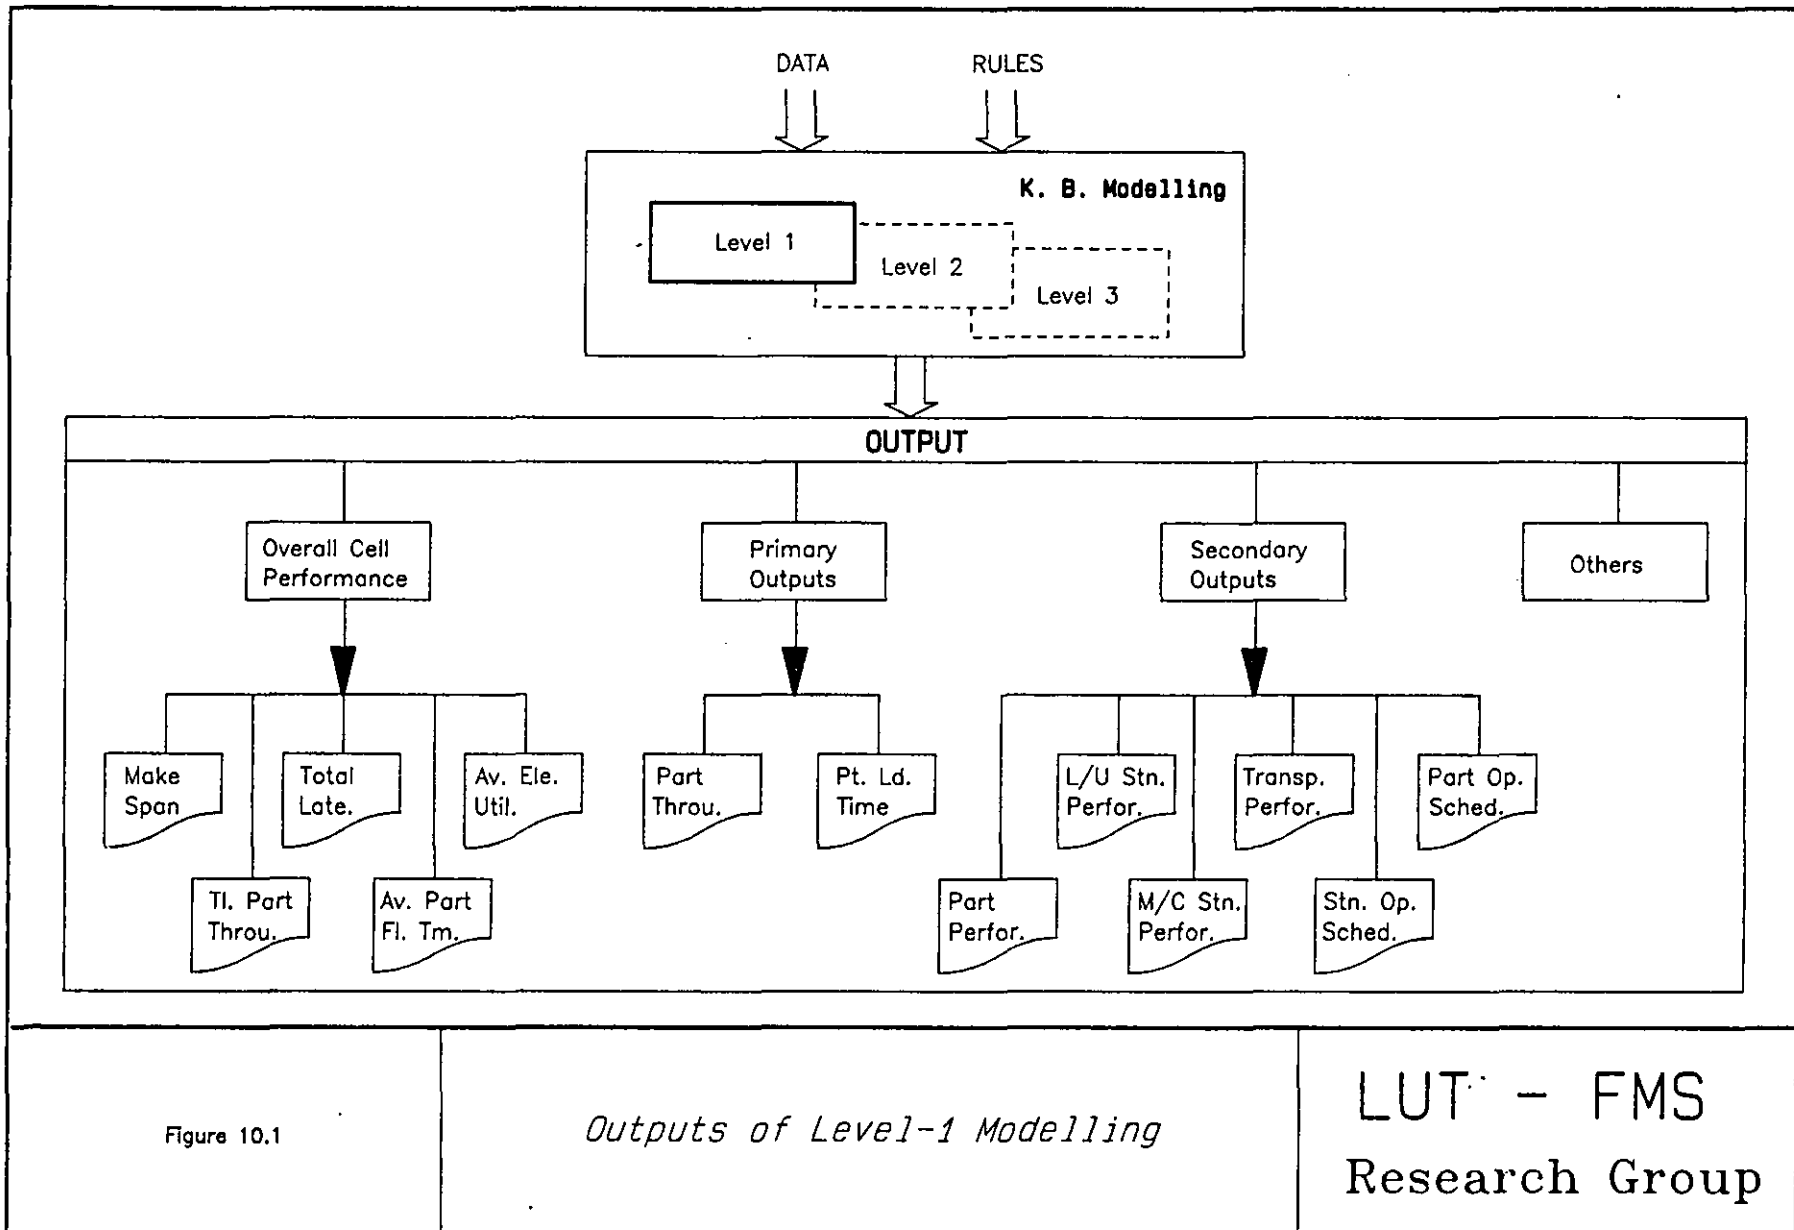 DATA
RULES
K. B. Modelling
Level 1
Level 2
Level 3
OUTPUT
Overall Cell
Performance
Primary
Outputs
Secondary
Outputs
Others
Make
Span
Total
Late.
Av. Ele.
Util.
Part
Throu.
Pt. Ld.
Time
L/U Stn.
Perfor.
Transp.
Perfor.
Part Op.
Sched.
Tl. Part
Throu.
Av. Part
Fl. Tm.
Part
Perfor.
M/C Stn.
Perfor.
Stn. Op.
Sched.
Figure 10.1
Outputs of Level-1 Modelling
LUT - FMS
Research Group